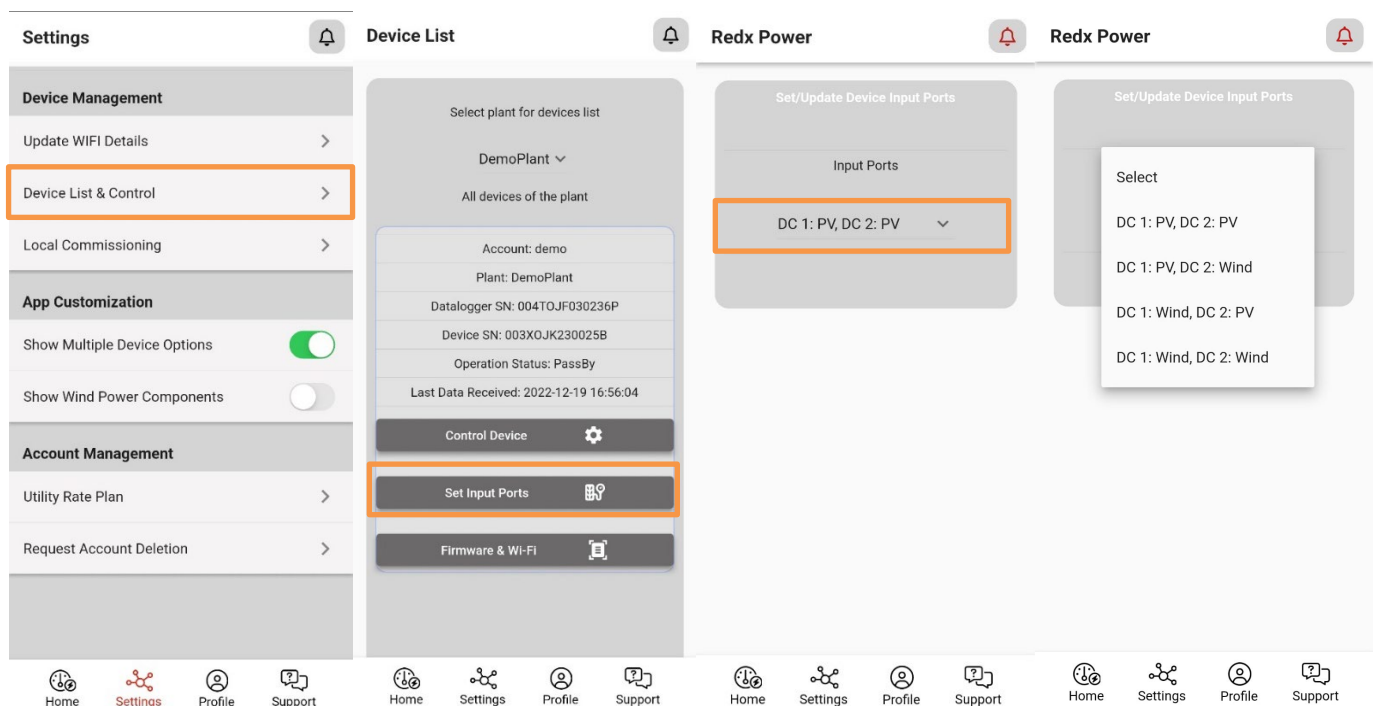 Settings
Device Management
Update WIFI Details
Device List & Control
Local Commissioning
App Customization
Show Multiple Device Options
Show Wind Power Components
Account Management
Utility Rate Plan
Request Account Deletion
Home
Settings
Profile
Support
Device List
Select plant for devices list
DemoPlant
All devices of the plant
Account: demo
Plant: DemoPlant
Datalogger SN: 004TOJF030236P
Device SN: 003XOJK230025B
Operation Status: PassBy
Last Data Received: 2022-12-19 16:56:04
Control Device
Set Input Ports
Firmware & Wi-Fi
Home
Settings
Profile
Support
Redx Power
Set/Update Device Input Ports
Input Ports
DC 1: PV, DC 2: PV
Home
Settings
Profile
Support
Redx Power
Set/Update Device Input Ports
Select
DC 1: PV, DC 2: PV
DC 1: PV, DC 2: Wind
DC 1: Wind, DC 2: PV
DC 1: Wind, DC 2: Wind
Home
Settings
Profile
Support